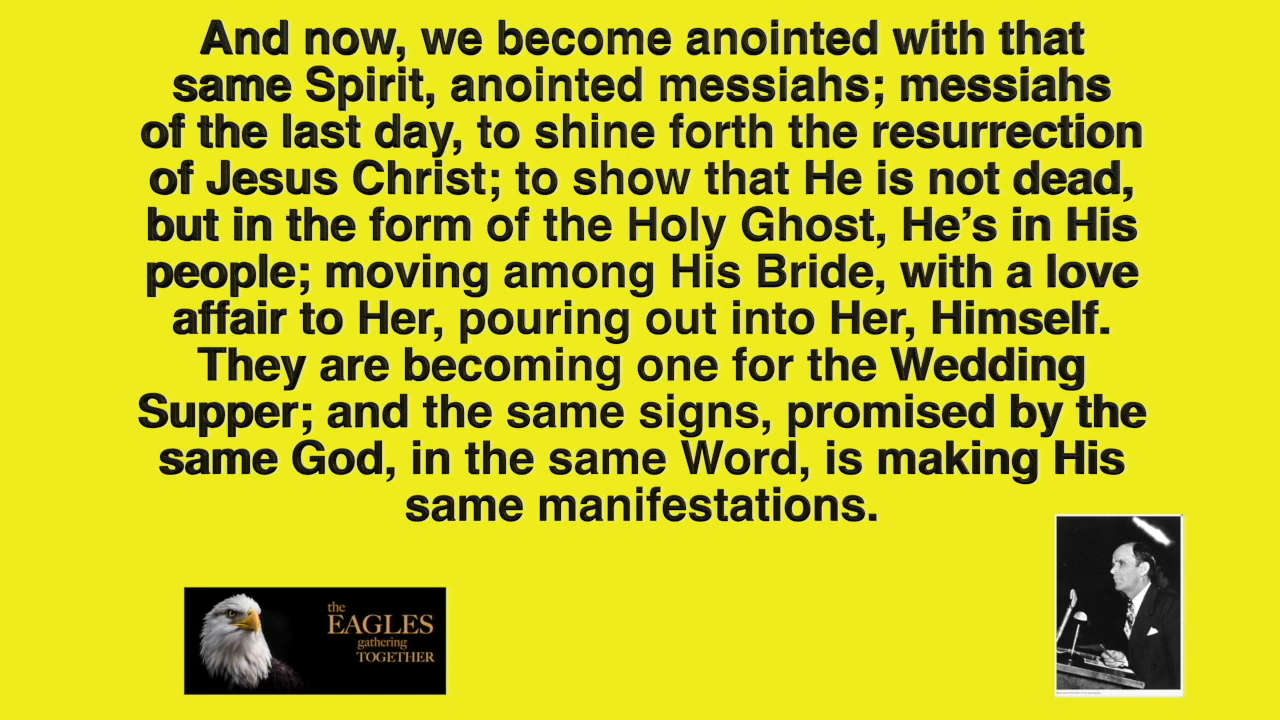 And now, we become anointed with that
same Spirit, anointed messiahs; messiahs
of the last day, to shine forth the resurrection
of Jesus Christ; to show that He is not dead,
but in the form of the Holy Ghost, He’s in His
people; moving among His Bride, with a love
affair to Her, pouring out into Her, Himself.
They are becoming one for the Wedding
Supper; and the same signs, promised by the
same God, in the same Word, is making His
same manifestations.
the
EAGLES
gathering
TOGETHER